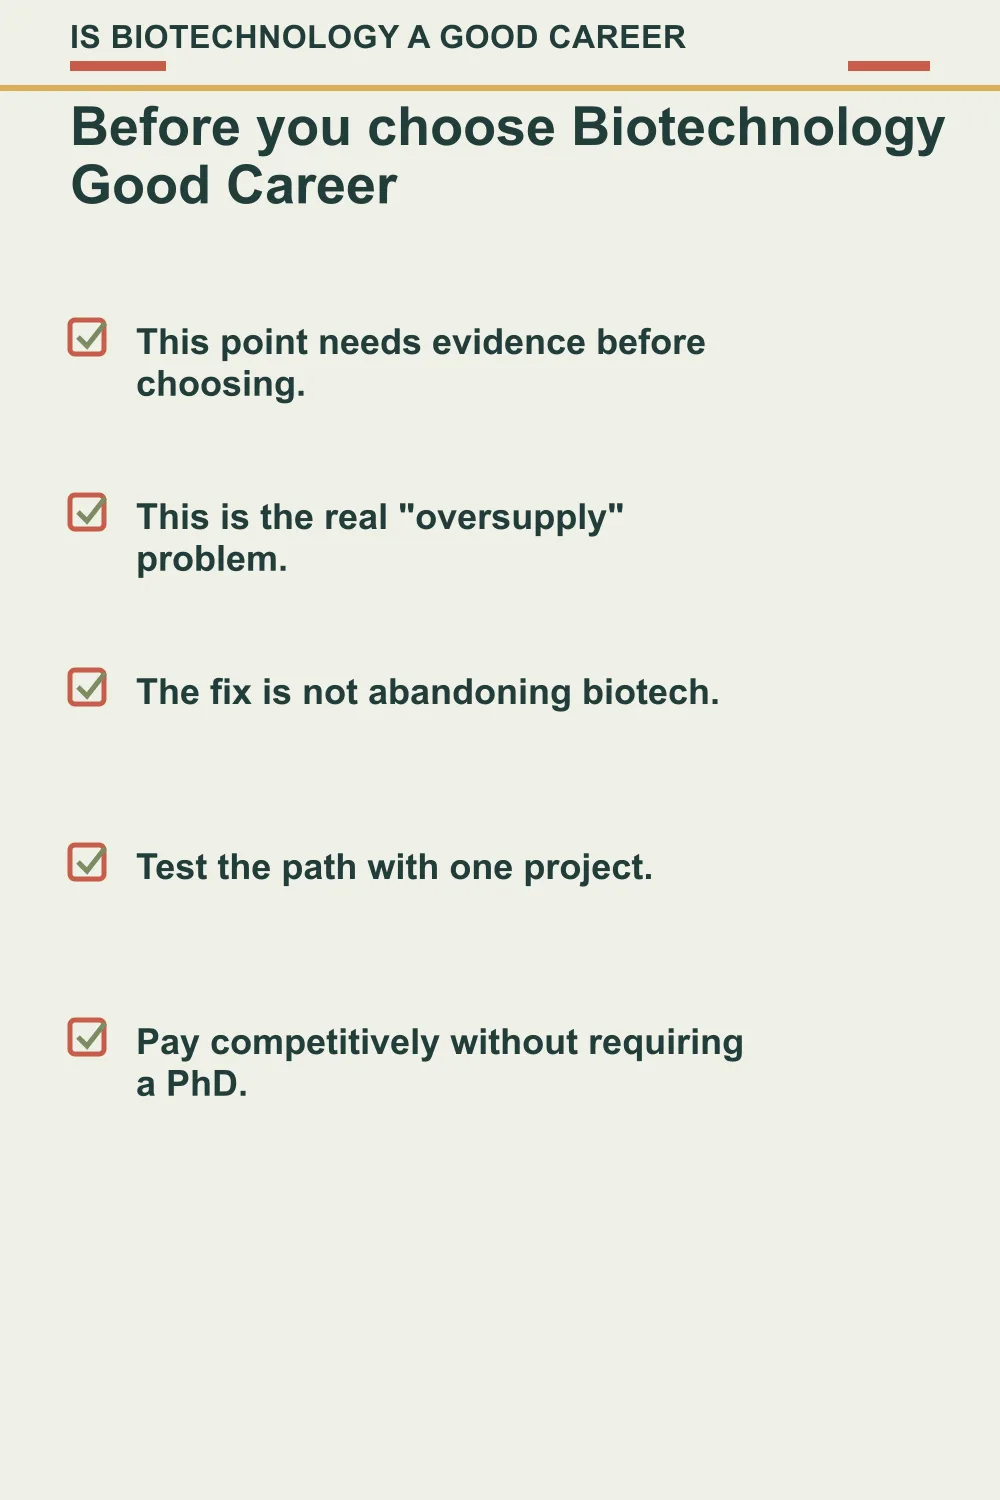 IS BIOTECHNOLOGY A GOOD CAREER
Before you choose Biotechnology
Good Career
This point needs evidence before
choosing.
This is the real "oversupply"
problem.
The fix is not abandoning biotech.
Test the path with one project.
Pay competitively without requiring
a PhD.